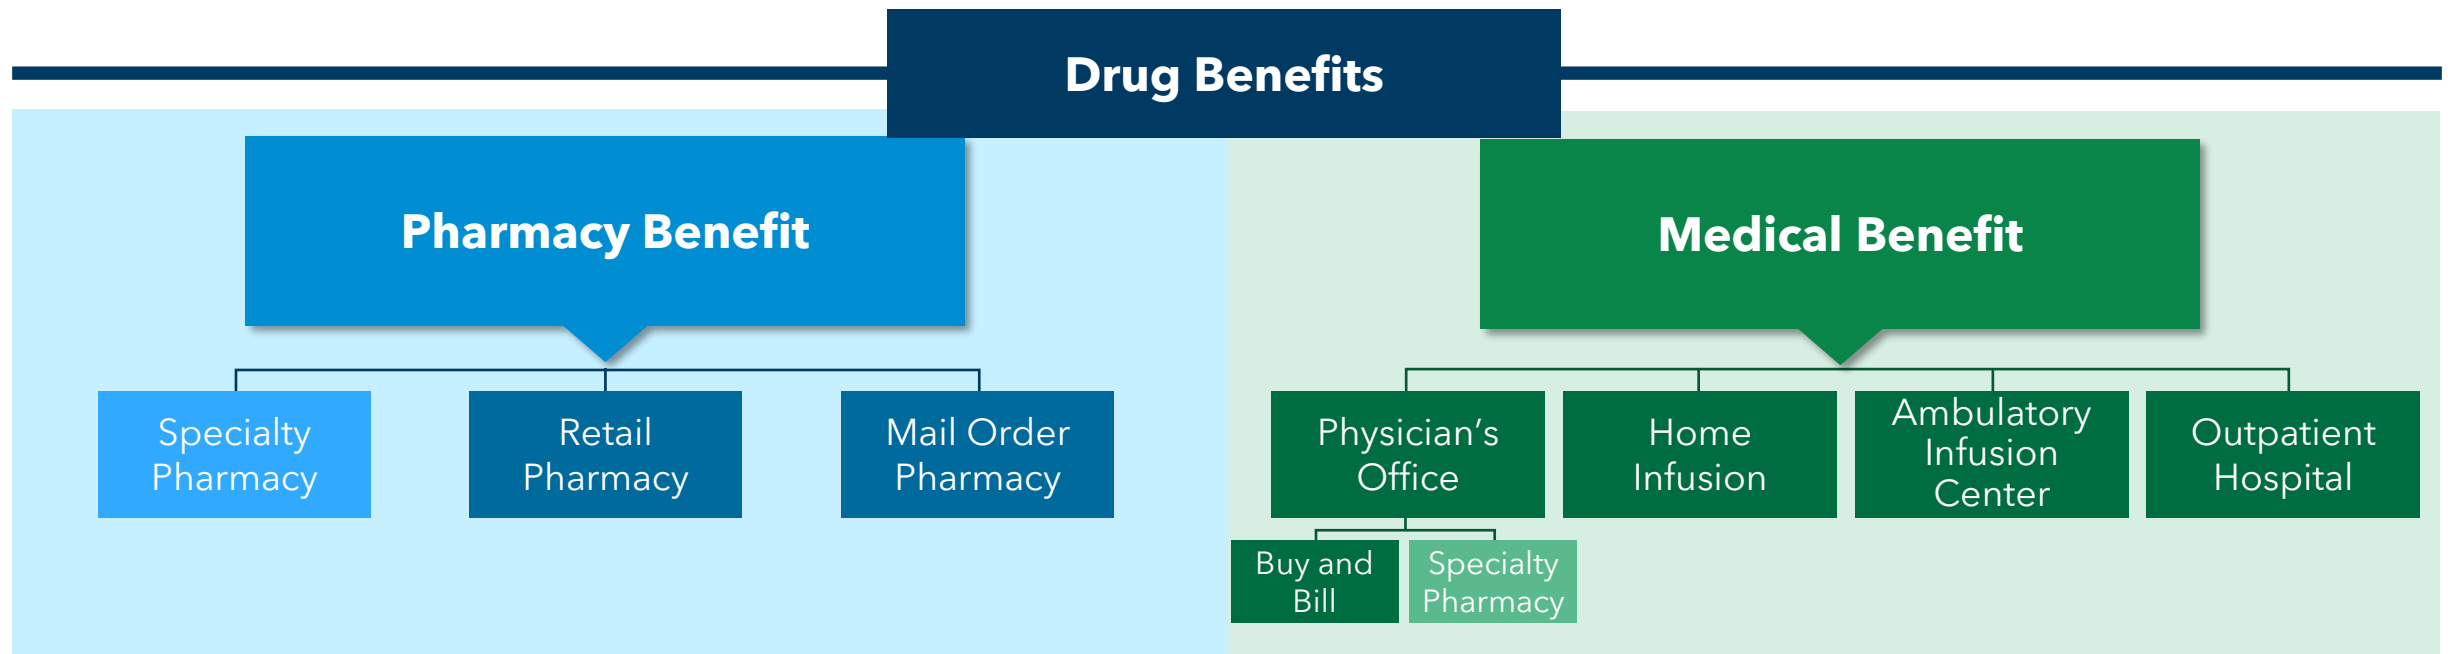 Drug Benefits
Pharmacy Benefit
Medical Benefit
Specialty
Pharmacy
Retail
Pharmacy
Mail Order
Pharmacy
Physician’s
Office
Home
Infusion
Ambulatory
Infusion
Center
Outpatient
Hospital
Buy and
Bill
Specialty
Pharmacy